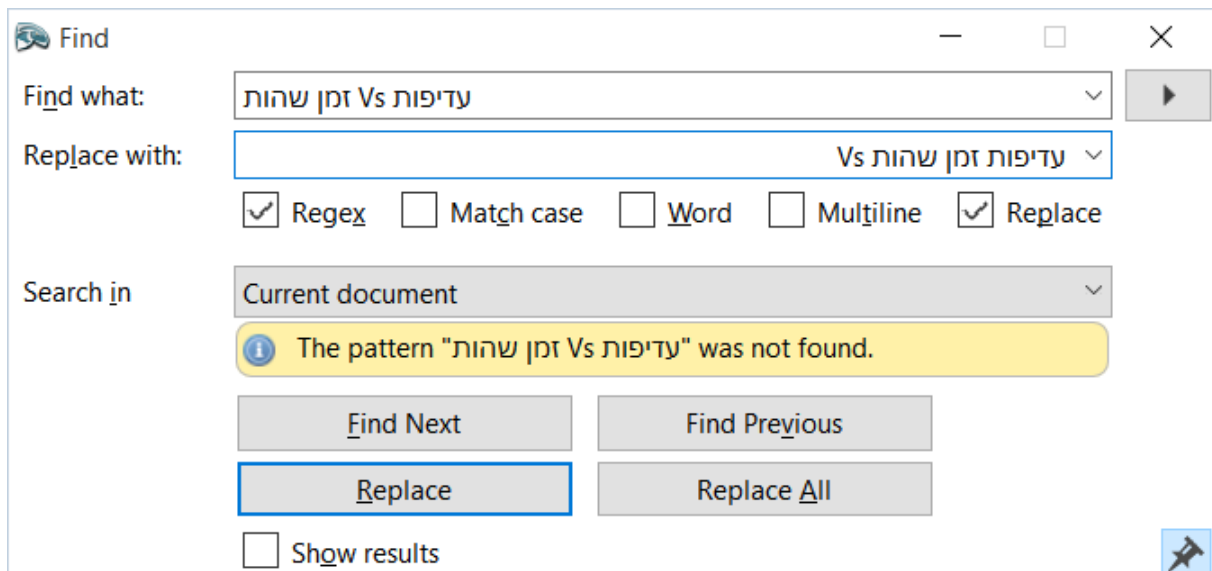 Find
Find what:
זמן שהות Vs עדיפות
Replace with:
עדיפות זמן שהות Vs
Regex Match case Word Multiline Replace
Search in
Current document
The pattern "זמן שהות Vs עדיפות" was not found.
Find Next Find Previous
Replace Replace All
Show results